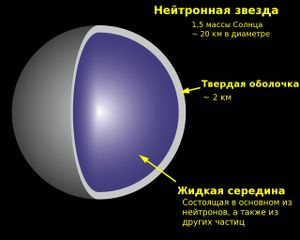 Нейтронная звезда
1,5 массы Солнца
~ 20 км в диаметре
Твердая оболочка
~ 2 км
Жидкая середина
Состоящая в основном из
нейтронов, а также из
других частиц